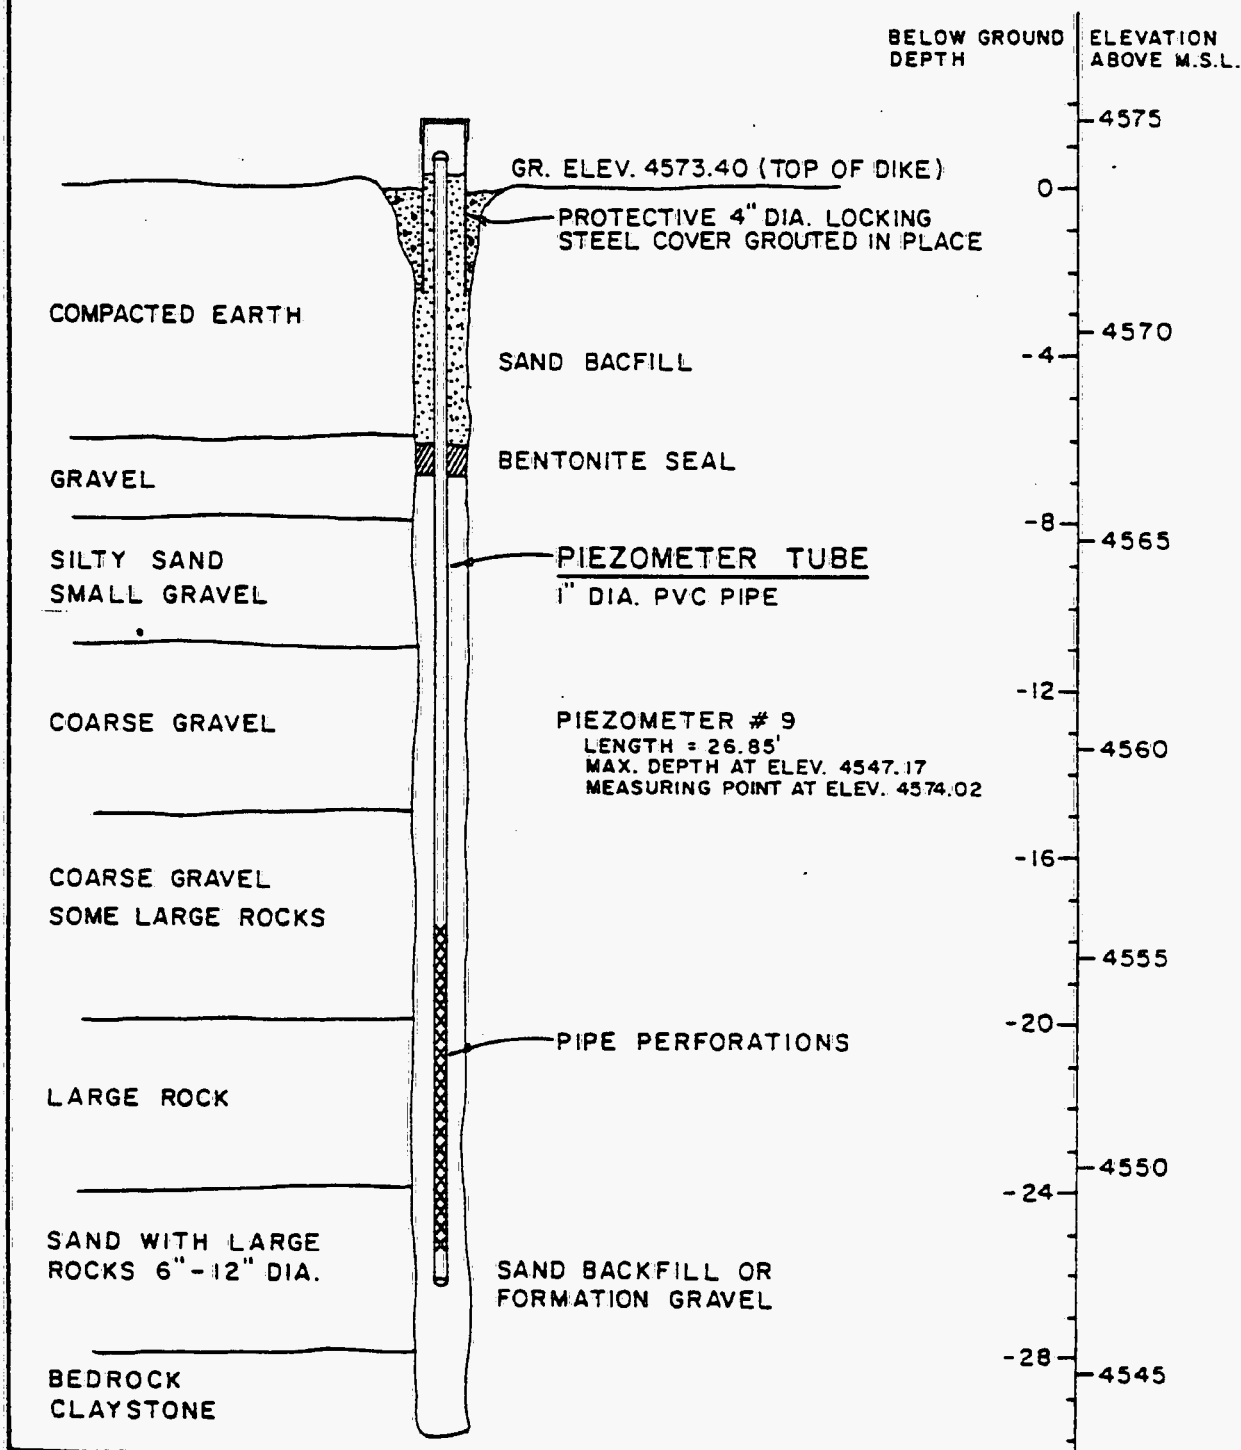 BELOW GROUND DEPTH
ELEVATION ABOVE M.S.L.
4575
GR. ELEV. 4573.40 (TOP OF DIKE)
0
PROTECTIVE 4" DIA. LOCKING
STEEL COVER GROUTED IN PLACE
COMPACTED EARTH
4570
-4
SAND BACFILL
BENTONITE SEAL
GRAVEL
-8
4565
SILTY SAND
SMALL GRAVEL
PIEZOMETER TUBE
1" DIA. PVC PIPE
-12
COARSE GRAVEL
PIEZOMETER # 9
LENGTH = 26.85'
MAX. DEPTH AT ELEV. 4547.17
MEASURING POINT AT ELEV. 4574.02
4560
-16
COARSE GRAVEL
SOME LARGE ROCKS
4555
-20
PIPE PERFORATIONS
LARGE ROCK
4550
-24
SAND WITH LARGE
ROCKS 6"-12" DIA.
SAND BACKFILL OR
FORMATION GRAVEL
-28
4545
BEDROCK
CLAYSTONE